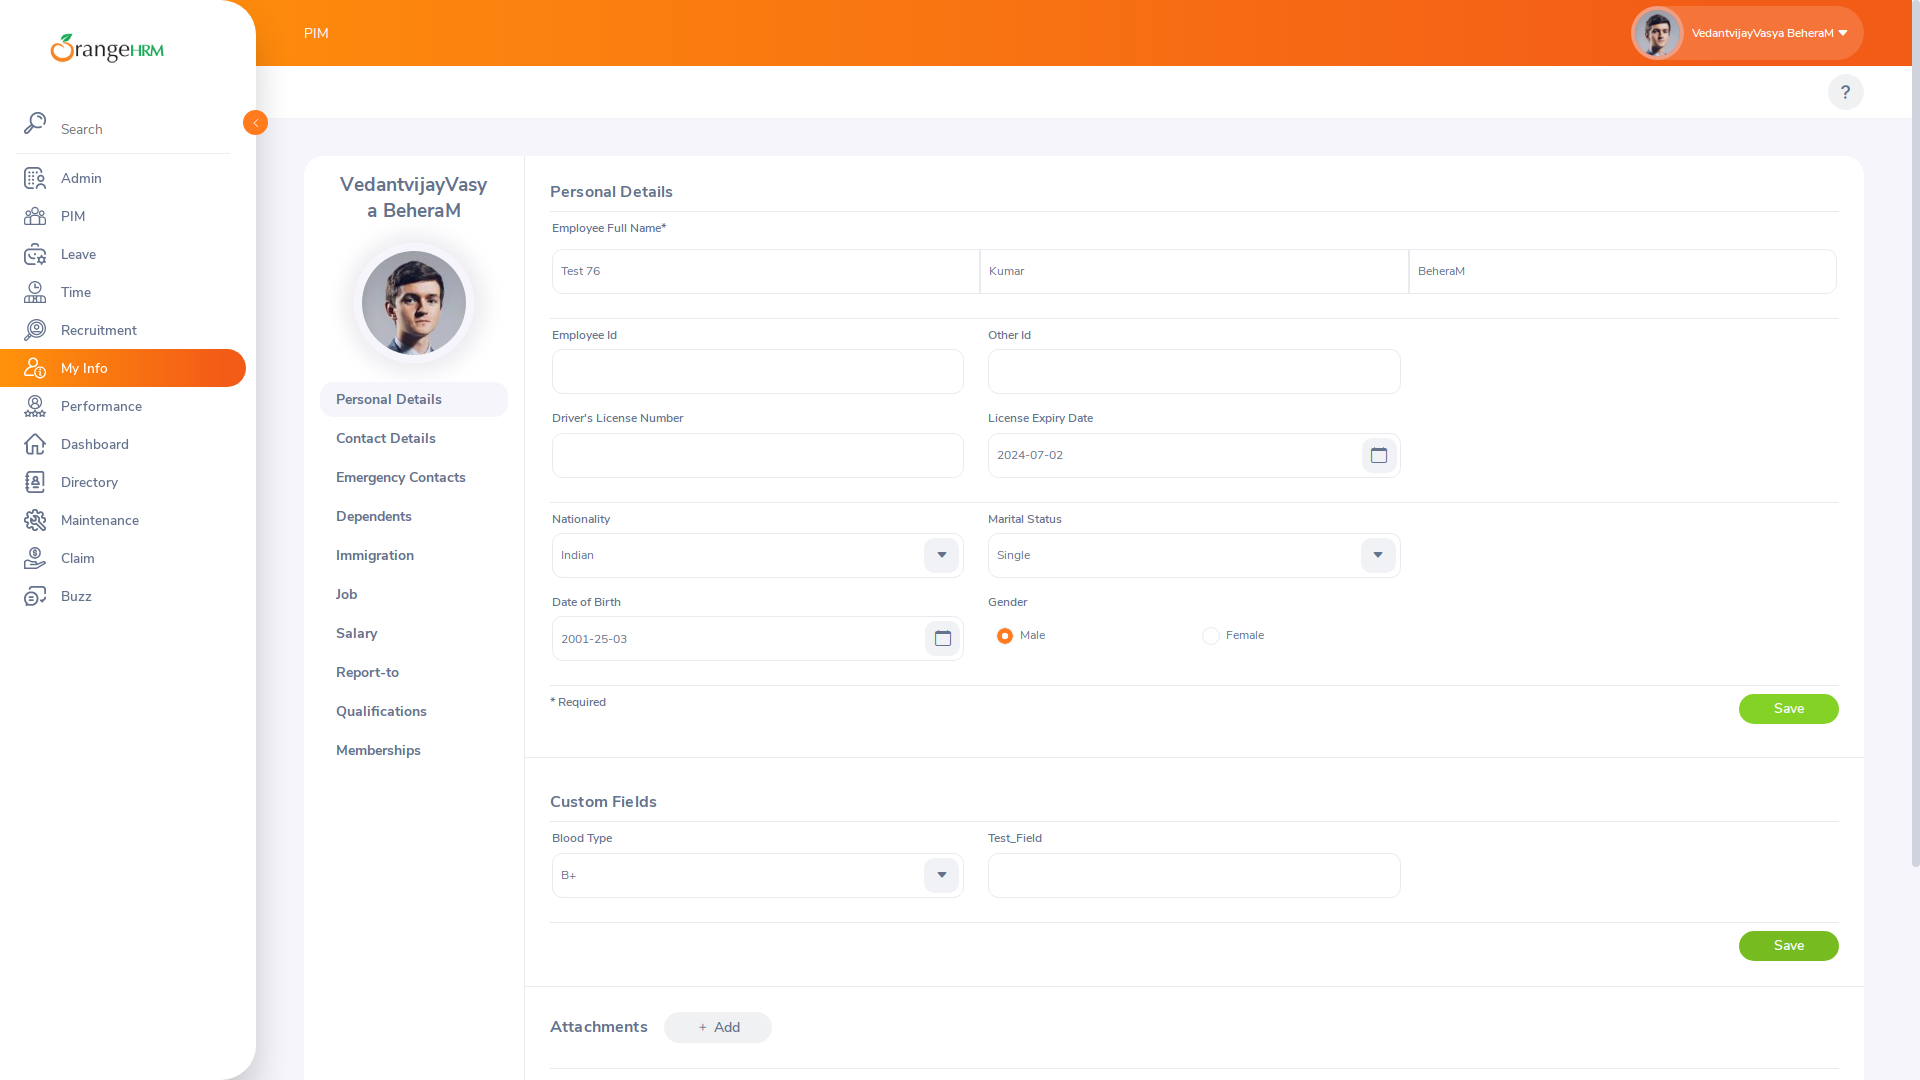 OrangeHRM
Search
Admin
PIM
Leave
Time
Recruitment
My Info
Performance
Dashboard
Directory
Maintenance
Claim
Buzz
PIM
VedantvijayVasya BeheraM
?
VedantvijayVasy
a BeheraM
Personal Details
Contact Details
Emergency Contacts
Dependents
Immigration
Job
Salary
Report-to
Qualifications
Memberships
Personal Details
Employee Full Name*
Test 76 Kumar BeheraM
Employee Id Other Id
Driver's License Number License Expiry Date
2024-07-02
Nationality Marital Status
Indian Single
Date of Birth Gender
2001-25-03 Male Female
* Required Save
Custom Fields
Blood Type Test_Field
B+
Save
Attachments + Add